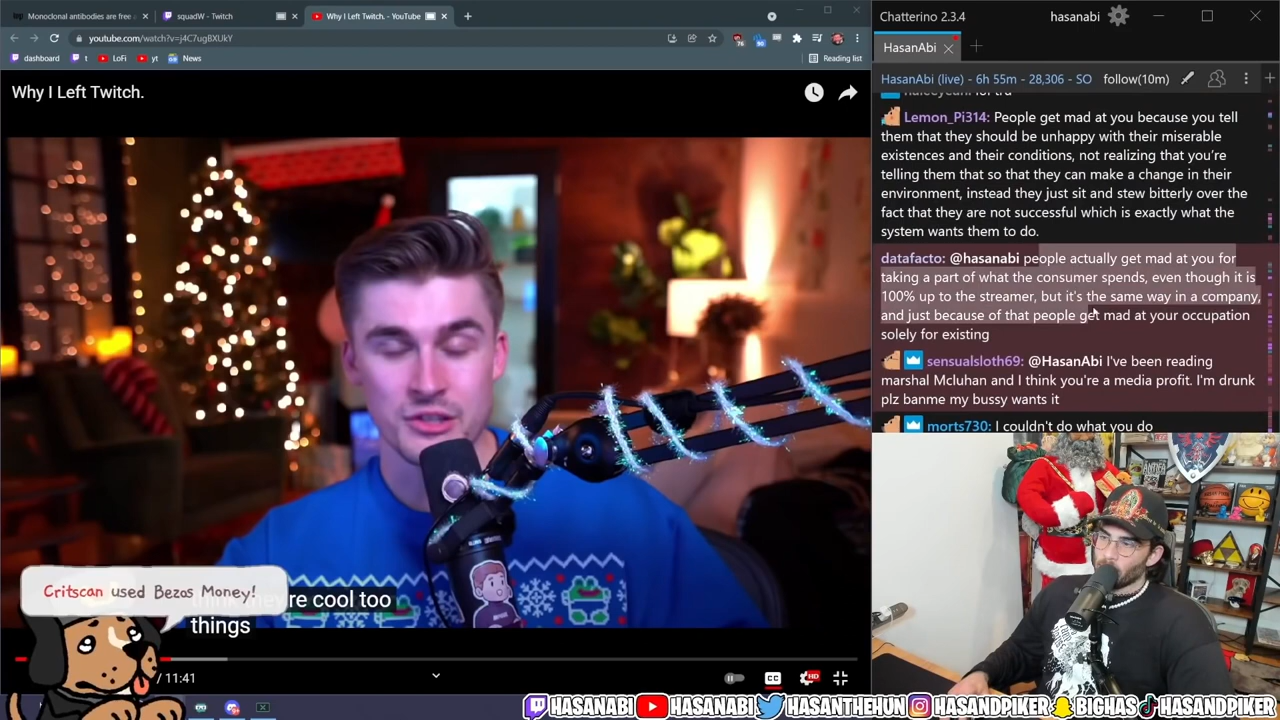 Monoclonal antibodies are free
squadW - Twitch
Why I Left Twitch. - YouTube
youtube.com/watch?v=j4C7ugBXUkY
dashboard
t
LoFi
yt
News
Reading list
Why I Left Twitch.
re cool too
things
Critscan used Bezos Money!
/ 11:41
CC
HD
Chatterino 2.3.4
hasanabi
HasanAbi
HasanAbi (live) - 6h 55m - 28,306 - SO
follow(10m)
Lemon_Pi314: People get mad at you because you tell
them that they should be unhappy with their miserable
existences and their conditions, not realizing that you're
telling them that so that they can make a change in their
environment, instead they just sit and stew bitterly over the
fact that they are not successful which is exactly what the
system wants them to do.
datafacto: @hasanabi people actually get mad at you for
taking a part of what the consumer spends, even though it is
100% up to the streamer, but it's the same way in a company,
and just because of that people get mad at your occupation
solely for existing
sensualsloth69: @HasanAbi I've been reading
marshal Mcluhan and I think you're a media profit. I'm drunk
plz banme my bussy wants it
morts730: I couldn't do what you do
HASANABI
HASANABI
HASANTHEHUN
HASANDPIKER
BIGHAS
HASANDPIKER